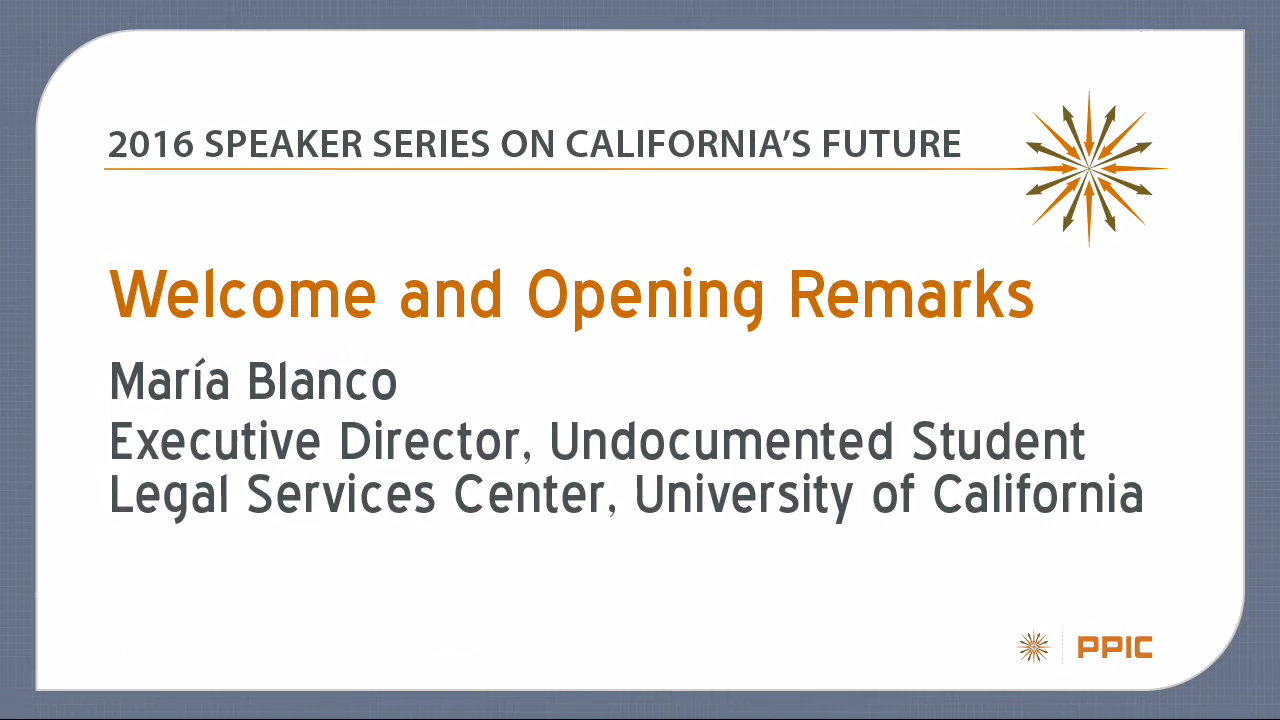 2016 SPEAKER SERIES ON CALIFORNIA'S FUTURE
Welcome and Opening Remarks
María Blanco
Executive Director, Undocumented Student
Legal Services Center, University of California
PPIC